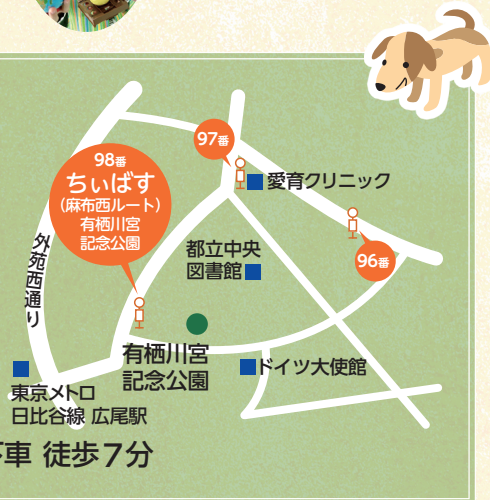 97番
98番
ちぃばす
（麻布西ルート）
有栖川宮
記念公園
愛育クリニック
外苑西通り
都立中央
図書館
96番
有栖川宮
記念公園
ドイツ大使館
東京メトロ
日比谷線 広尾駅
車 徒歩7分